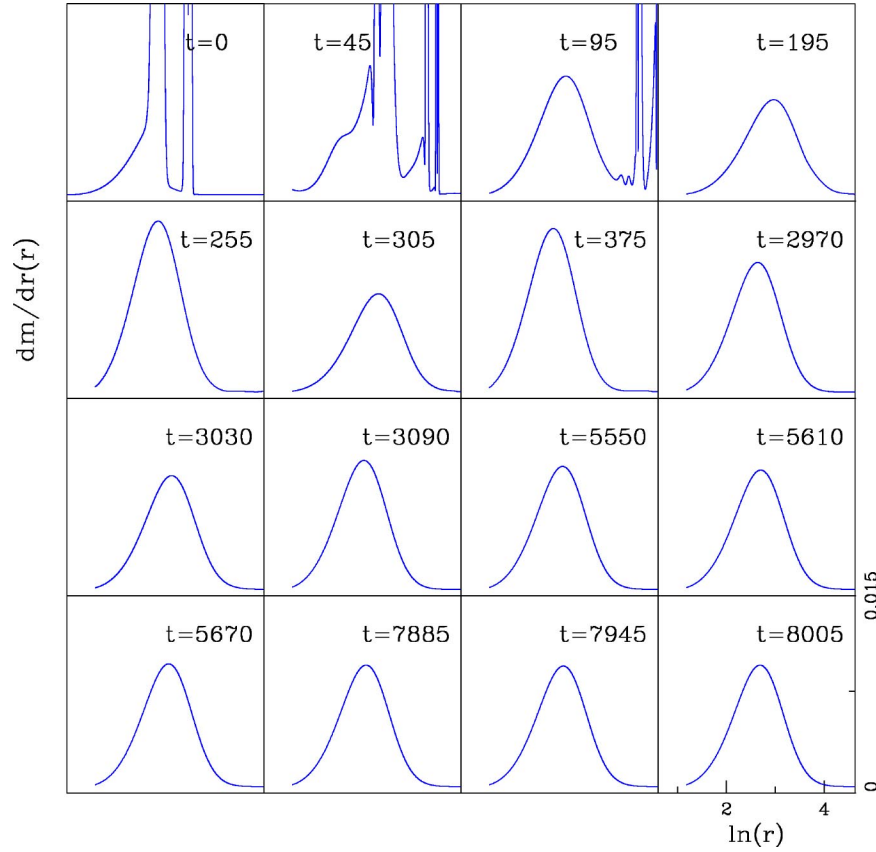 t=0
t=45
t=95
t=195
dm/dr(r)
t=255
t=305
t=375
t=2970
t=3030
t=3090
t=5550
t=5610
0.015
t=5670
t=7885
t=7945
t=8005
0
2 4
ln(r)